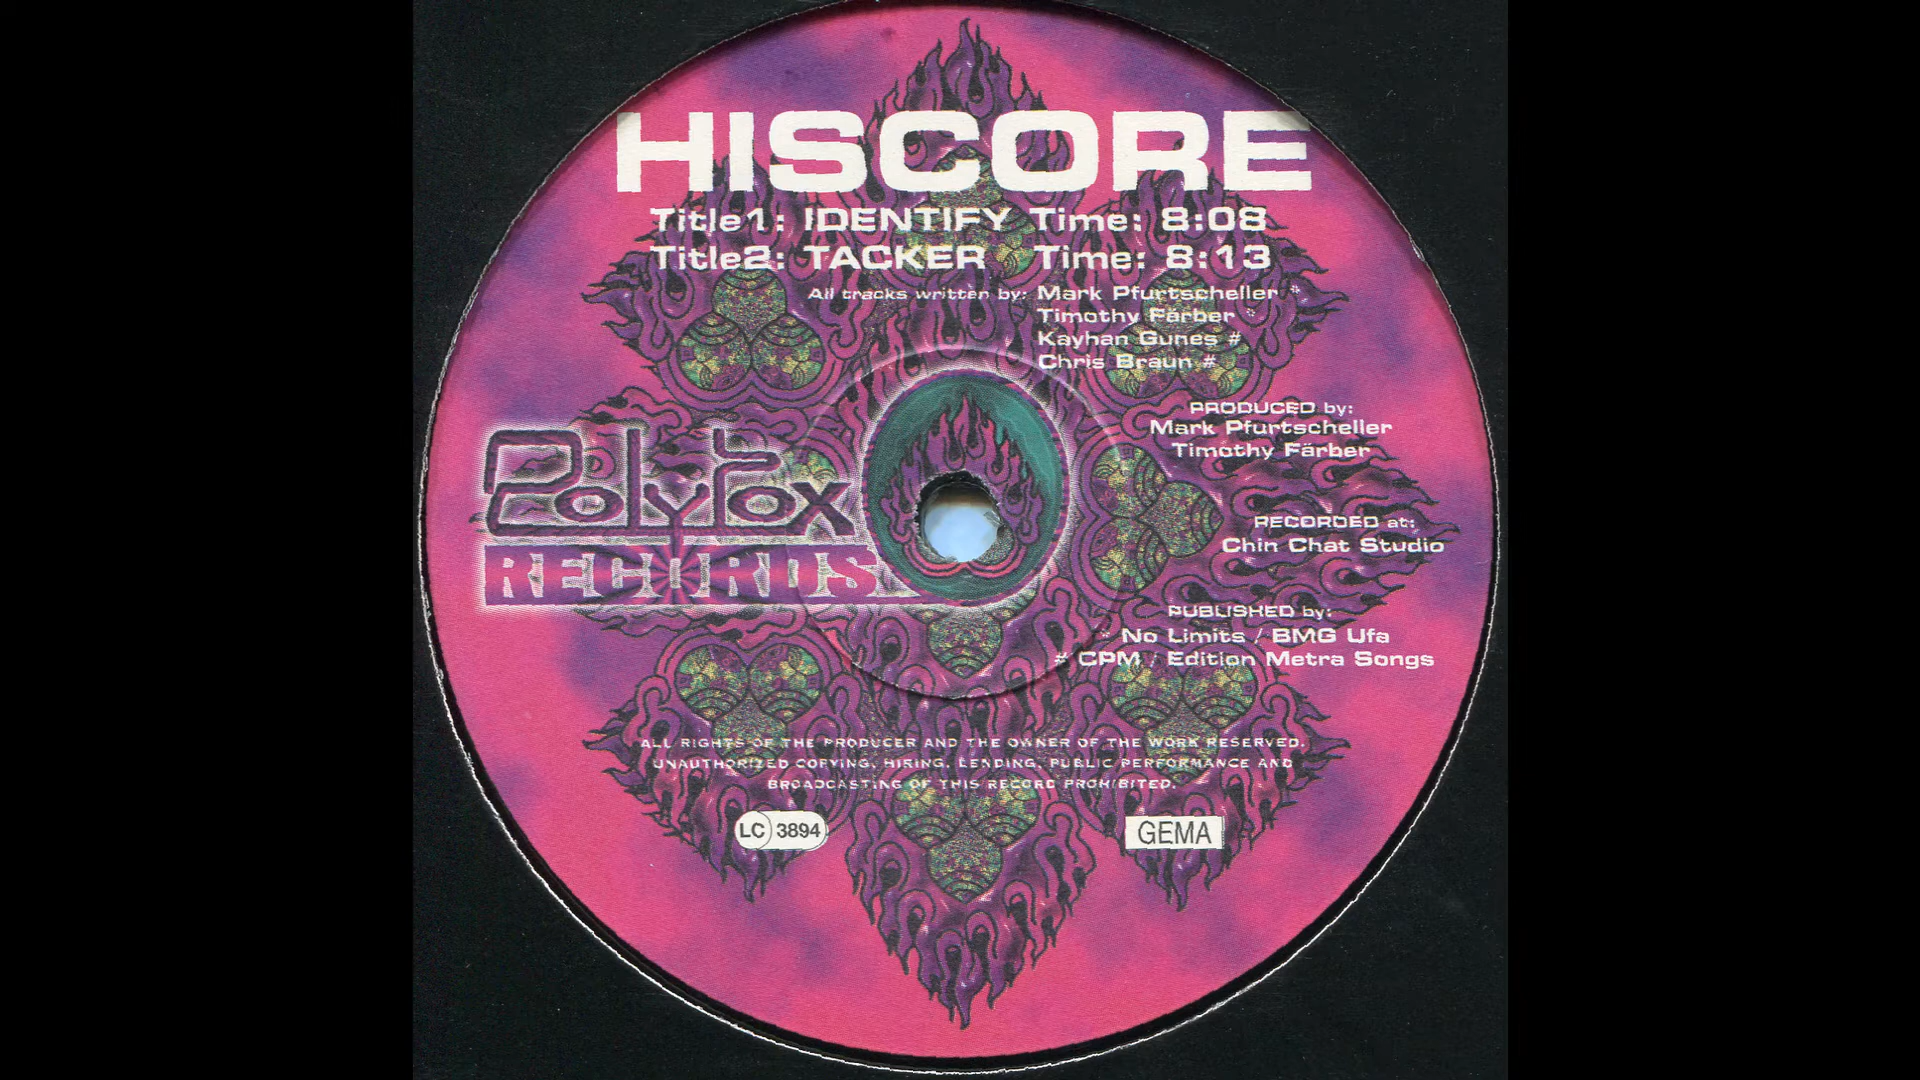 HISCORE
Title1: IDENTIFY Time: 8:08
Title2: TACKER Time: 8:13
All tracks written by: Mark Pfurtscheller *
Timothy Färber *
Kayhan Gunes #
Chris Braun #
PRODUCED by:
Mark Pfurtscheller
Timothy Färber
Polytox
RECORDS
RECORDED at:
Chin Chat Studio
PUBLISHED by:
* No Limits / BMG Ufa
# CPM / Edition Metra Songs
ALL RIGHTS OF THE PRODUCER AND THE OWNER OF THE WORK RESERVED.
UNAUTHORIZED COPYING, HIRING, LENDING, PUBLIC PERFORMANCE AND
BROADCASTING OF THIS RECORD PROHIBITED.
LC 3894
GEMA